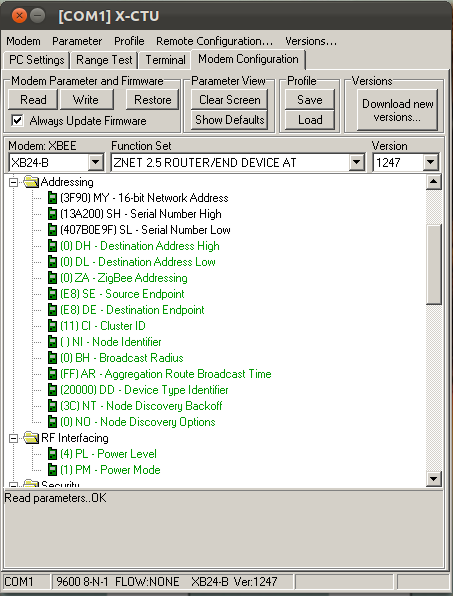 [COM1] X-CTU
Modem Parameter Profile Remote Configuration... Versions...
PC Settings Range Test Terminal Modem Configuration
Modem Parameter and Firmware Parameter View Profile Versions
Read Write Restore Clear Screen Save Download new
versions...
Always Update Firmware Show Defaults Load
Modem: XBEE Function Set Version
XB24-B ZNET 2.5 ROUTER/END DEVICE AT 1247
Addressing
(3F90) MY - 16-bit Network Address
(13A200) SH - Serial Number High
(407B0E9F) SL - Serial Number Low
(0) DH - Destination Address High
(0) DL - Destination Address Low
(0) ZA - ZigBee Addressing
(E8) SE - Source Endpoint
(E8) DE - Destination Endpoint
(11) CI - Cluster ID
( ) NI - Node Identifier
(0) BH - Broadcast Radius
(FF) AR - Aggregation Route Broadcast Time
(20000) DD - Device Type Identifier
(3C) NT - Node Discovery Backoff
(0) NO - Node Discovery Options
RF Interfacing
(4) PL - Power Level
(1) PM - Power Mode
Security
Read parameters..OK
COM1 9600 8-N-1 FLOW:NONE XB24-B Ver:1247